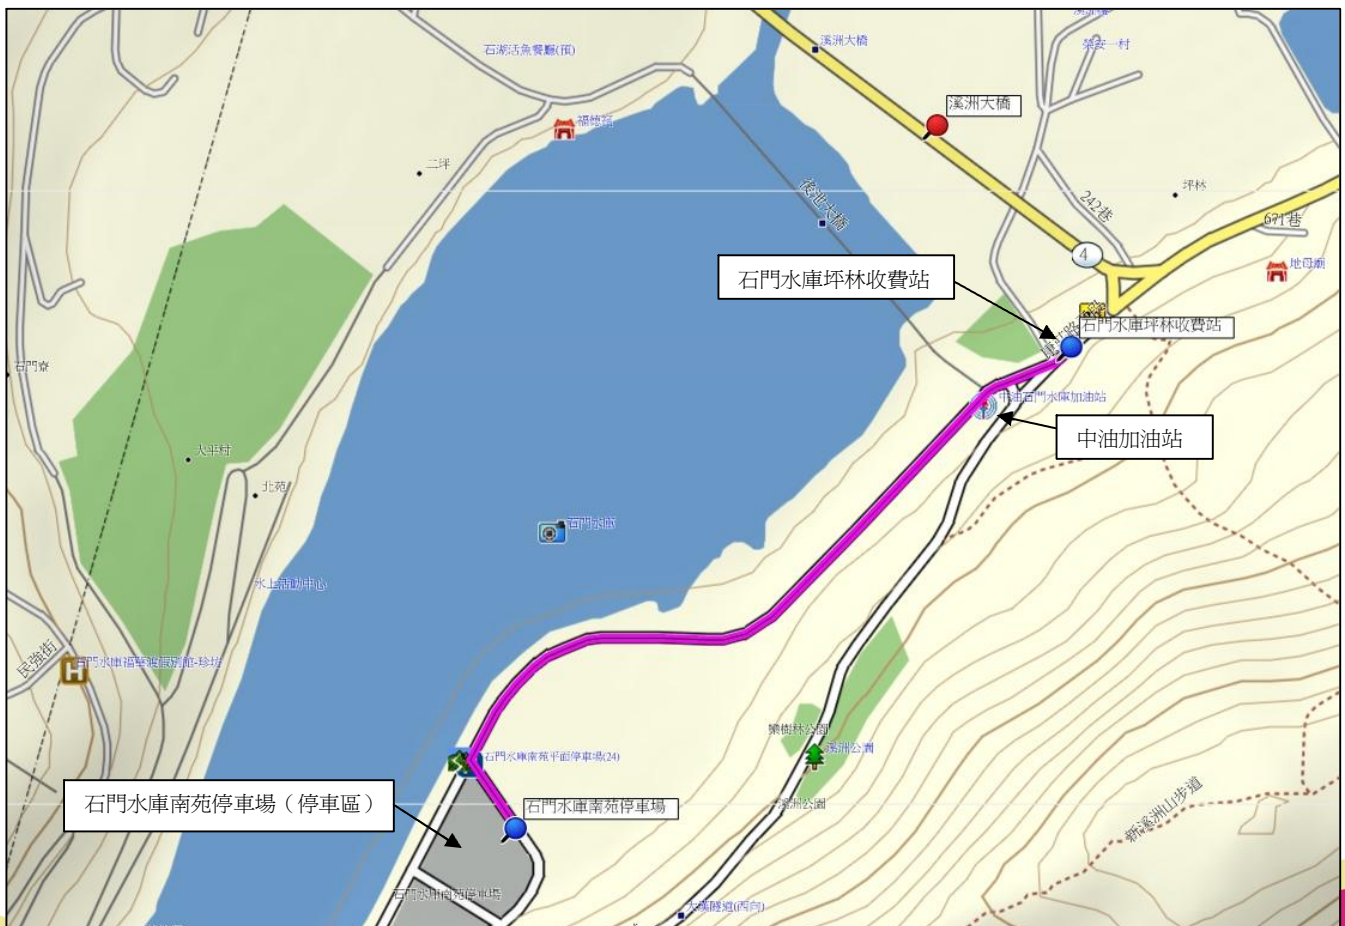 石湖活魚餐廳(預)
溪洲大橋
榮安一村
溪洲大橋
福德祠
二坪
後池大橋
242巷
坪林
671巷
4
地母廟
石門水庫坪林收費站
石門水庫坪林收費站
石門寮
中油石門水庫加油站
中油加油站
太平村
北苑
石門水庫
水上活動中心
民強街
石門水庫福華渡假別館-珍坊
欒樹林公園
溪洲公園
石門水庫南苑平面停車場(24)
石門水庫南苑停車場（停車區）
石門水庫南苑停車場
溪洲公園
新溪洲山步道
石門水庫南苑停車場
大漢隧道(西向)